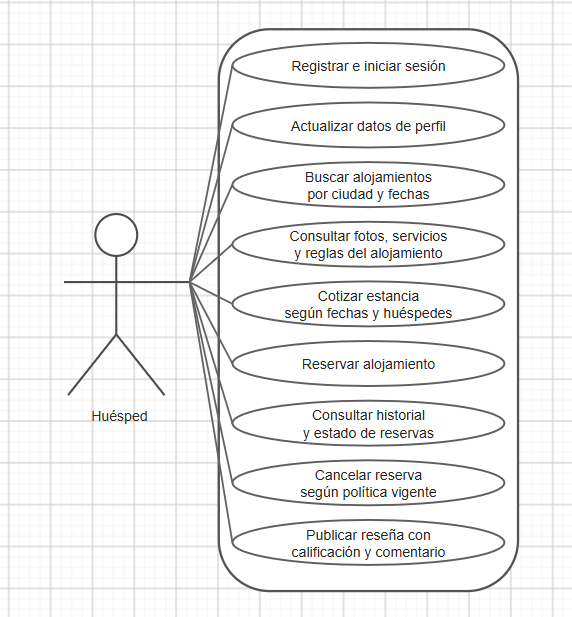 Registrar e iniciar sesión
Actualizar datos de perfil
Buscar alojamientos
por ciudad y fechas
Consultar fotos, servicios
y reglas del alojamiento
Cotizar estancia
según fechas y huéspedes
Reservar alojamiento
Consultar historial
y estado de reservas
Cancelar reserva
según política vigente
Publicar reseña con
calificación y comentario
Huésped